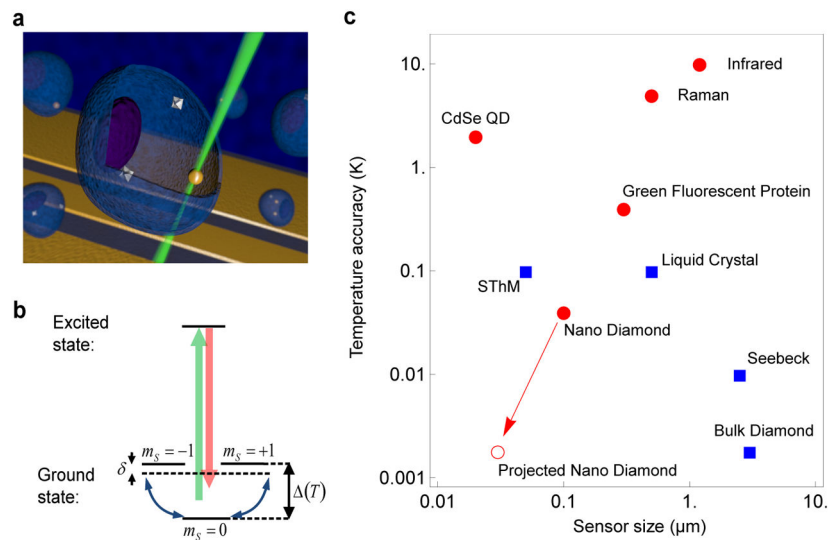 a
b
Excited
state:
m_S = −1
m_S = +1
δ
Ground
state:
Δ(T)
m_S = 0
c
Temperature accuracy (K)
10.
1.
0.1
0.01
0.001
Infrared
Raman
CdSe QD
Green Fluorescent Protein
Liquid Crystal
SThM
Nano Diamond
Seebeck
Bulk Diamond
Projected Nano Diamond
0.01
0.1
1.
10.
Sensor size (μm)